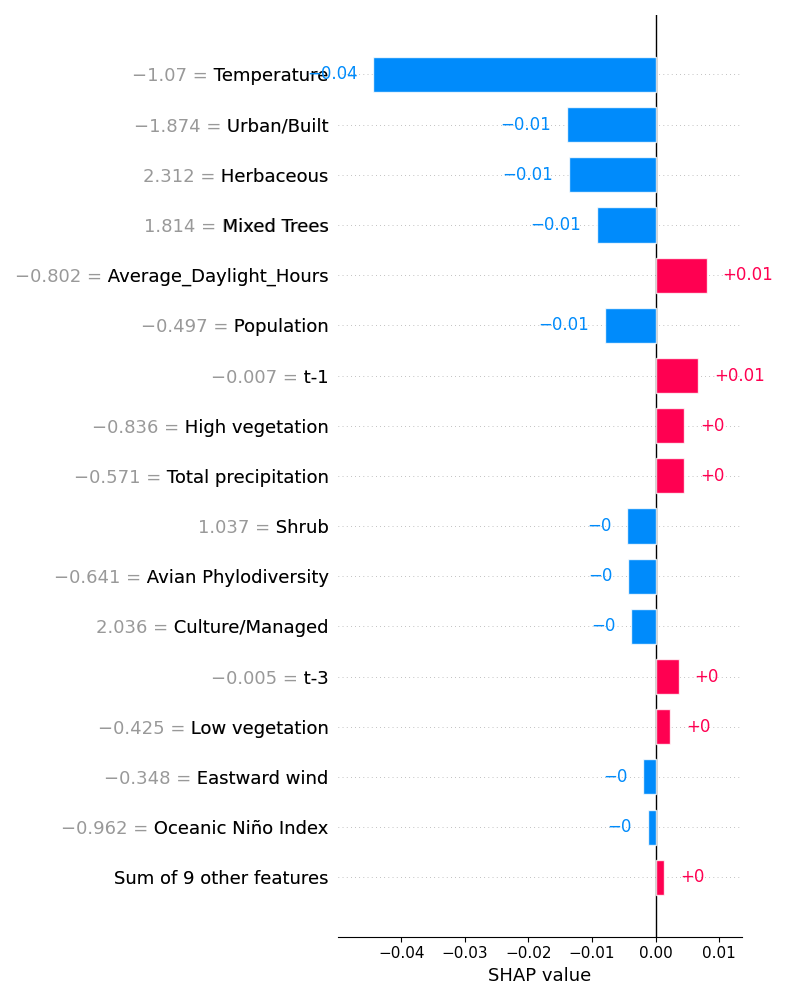 −1.07 = Temperature −0.04
−1.874 = Urban/Built −0.01
2.312 = Herbaceous −0.01
1.814 = Mixed Trees −0.01
−0.802 = Average_Daylight_Hours +0.01
−0.497 = Population −0.01
−0.007 = t-1 +0.01
−0.836 = High vegetation +0
−0.571 = Total precipitation +0
1.037 = Shrub −0
−0.641 = Avian Phylodiversity −0
2.036 = Culture/Managed −0
−0.005 = t-3 +0
−0.425 = Low vegetation +0
−0.348 = Eastward wind −0
−0.962 = Oceanic Niño Index −0
Sum of 9 other features +0
−0.04 −0.03 −0.02 −0.01 0.00 0.01
SHAP value